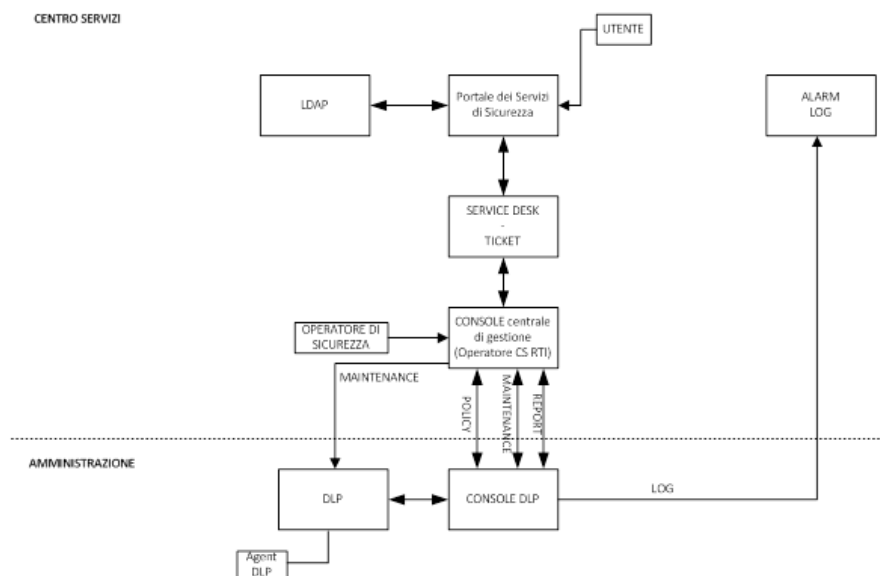 CENTRO SERVIZI
UTENTE
LDAP
Portale dei Servizi
di Sicurezza
ALARM
LOG
SERVICE DESK
-
TICKET
OPERATORE DI
SICUREZZA
CONSOLE centrale
di gestione
(Operatore CS RTI)
MAINTENANCE
POLICY
MAINTENANCE
REPORT
AMMINISTRAZIONE
DLP
CONSOLE DLP
LOG
Agent
DLP